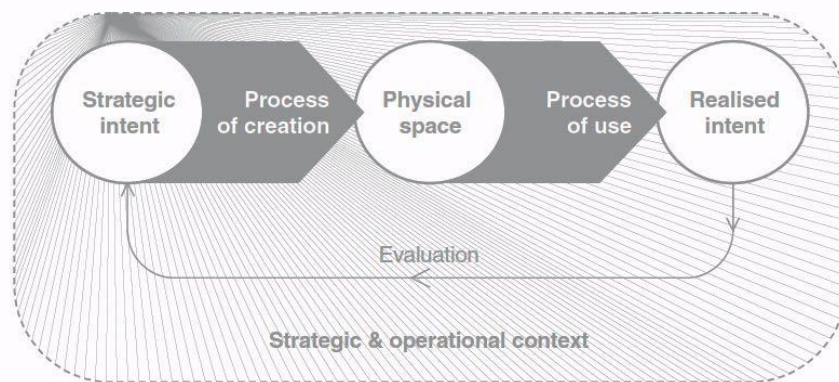 Strategic
intent
Process
of creation
Physical
space
Process
of use
Realised
intent
Evaluation
Strategic & operational context